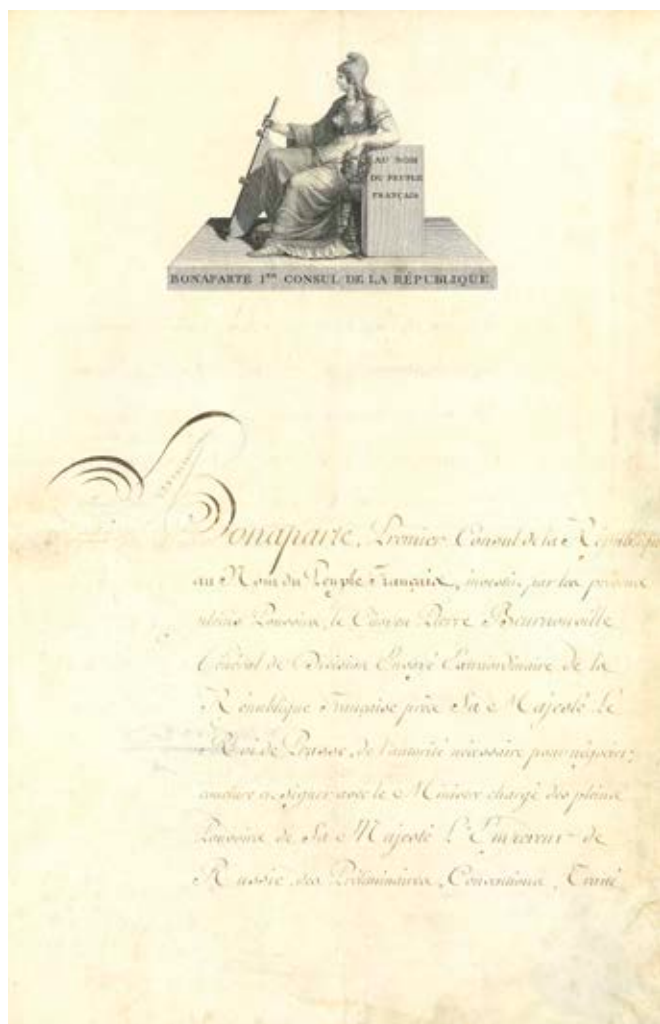 AU NOM
DU PEUPLE
FRANÇAIS
BONAPARTE 1ᵉʳ CONSUL DE LA RÉPUBLIQUE
Bonaparte, Premier Consul de la République
au Nom du Peuple Français, investit par les présens
pleins Pouvoirs, le Citoyen Pierre Beurnonville
Général de Division Envoyé Extraordinaire de la
République Française près Sa Majesté le
Roi de Prusse, de l'autorité nécessaire pour négocier,
conclure et signer avec le Ministre chargé des pleins
Pouvoirs de Sa Majesté l'Empereur de
Russie, des Préliminaires, Conventions, Traité